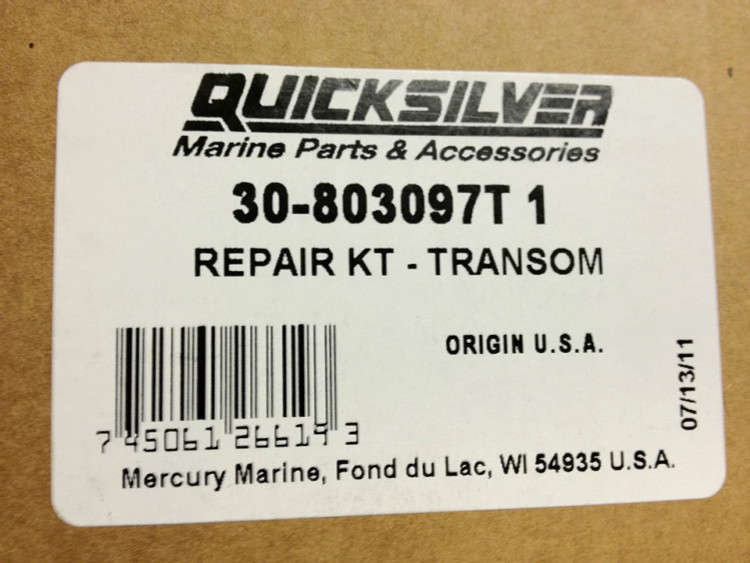 QUICKSILVER
Marine Parts & Accessories
30-803097T 1
REPAIR KT - TRANSOM
ORIGIN U.S.A.
07/13/11
7 45061 26619 3
Mercury Marine, Fond du Lac, WI 54935 U.S.A.